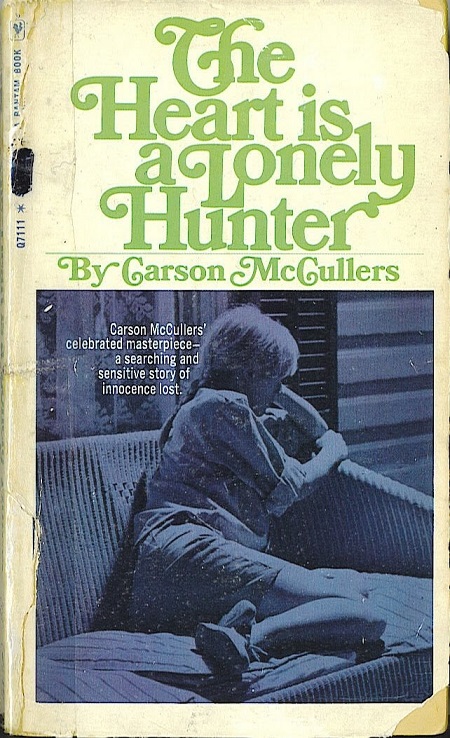 The
Heart is
a Lonely
Hunter
By Carson McCullers
Carson McCullers'
celebrated masterpiece—
a searching and
sensitive story of
innocence lost.
A BANTAM BOOK
Q7111 *